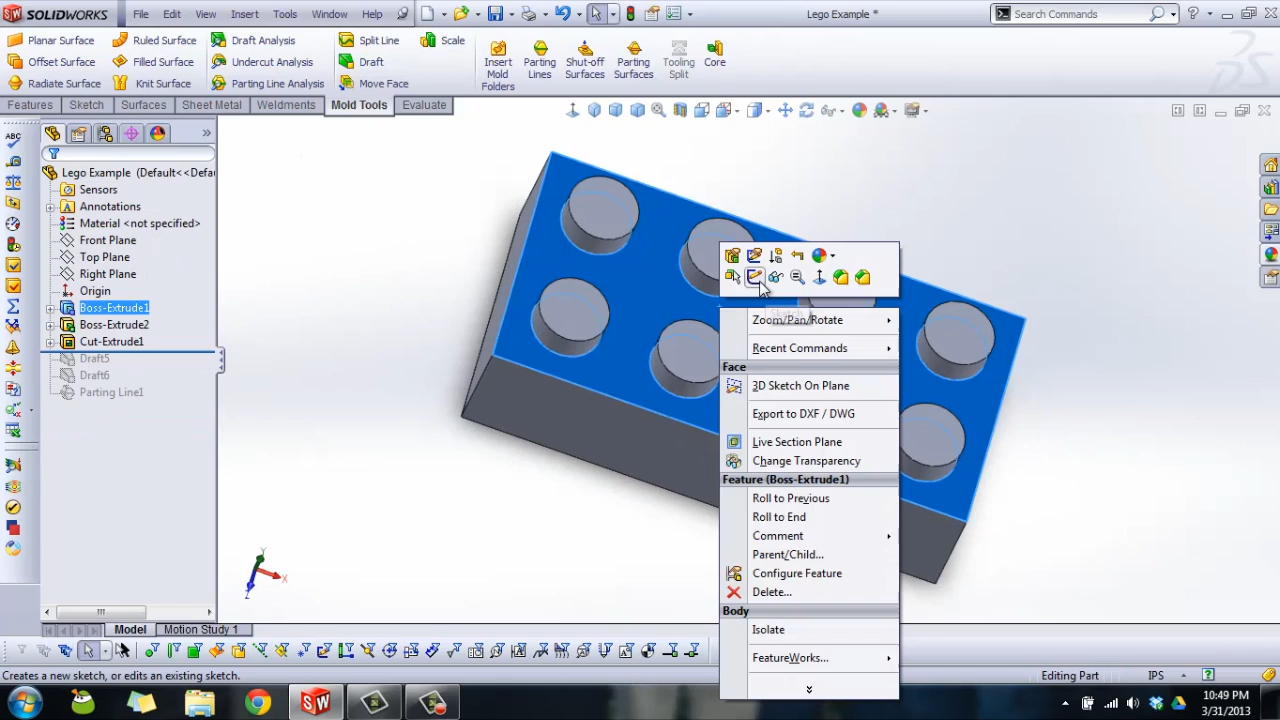 SOLIDWORKS File Edit View Insert Tools Window Help Lego Example * Search Commands
Planar Surface Ruled Surface Draft Analysis Split Line Scale
Offset Surface Filled Surface Undercut Analysis Draft
Radiate Surface Knit Surface Parting Line Analysis Move Face
Insert Mold Folders
Parting Lines
Shut-off Surfaces
Parting Surfaces
Tooling Split
Core
Features Sketch Surfaces Sheet Metal Weldments Mold Tools Evaluate
Lego Example (Default<<Defau
Sensors
Annotations
Material <not specified>
Front Plane
Top Plane
Right Plane
Origin
Boss-Extrude1
Boss-Extrude2
Cut-Extrude1
Draft5
Draft6
Parting Line1
ABC
Sketch
Zoom/Pan/Rotate
Recent Commands
Face
3D Sketch On Plane
Export to DXF / DWG
Live Section Plane
Change Transparency
Feature (Boss-Extrude1)
Roll to Previous
Roll to End
Comment
Parent/Child...
Configure Feature
Delete...
Body
Isolate
FeatureWorks...
Y
X
Z
Model Motion Study 1
Creates a new sketch, or edits an existing sketch. Editing Part IPS
10:49 PM
3/31/2013